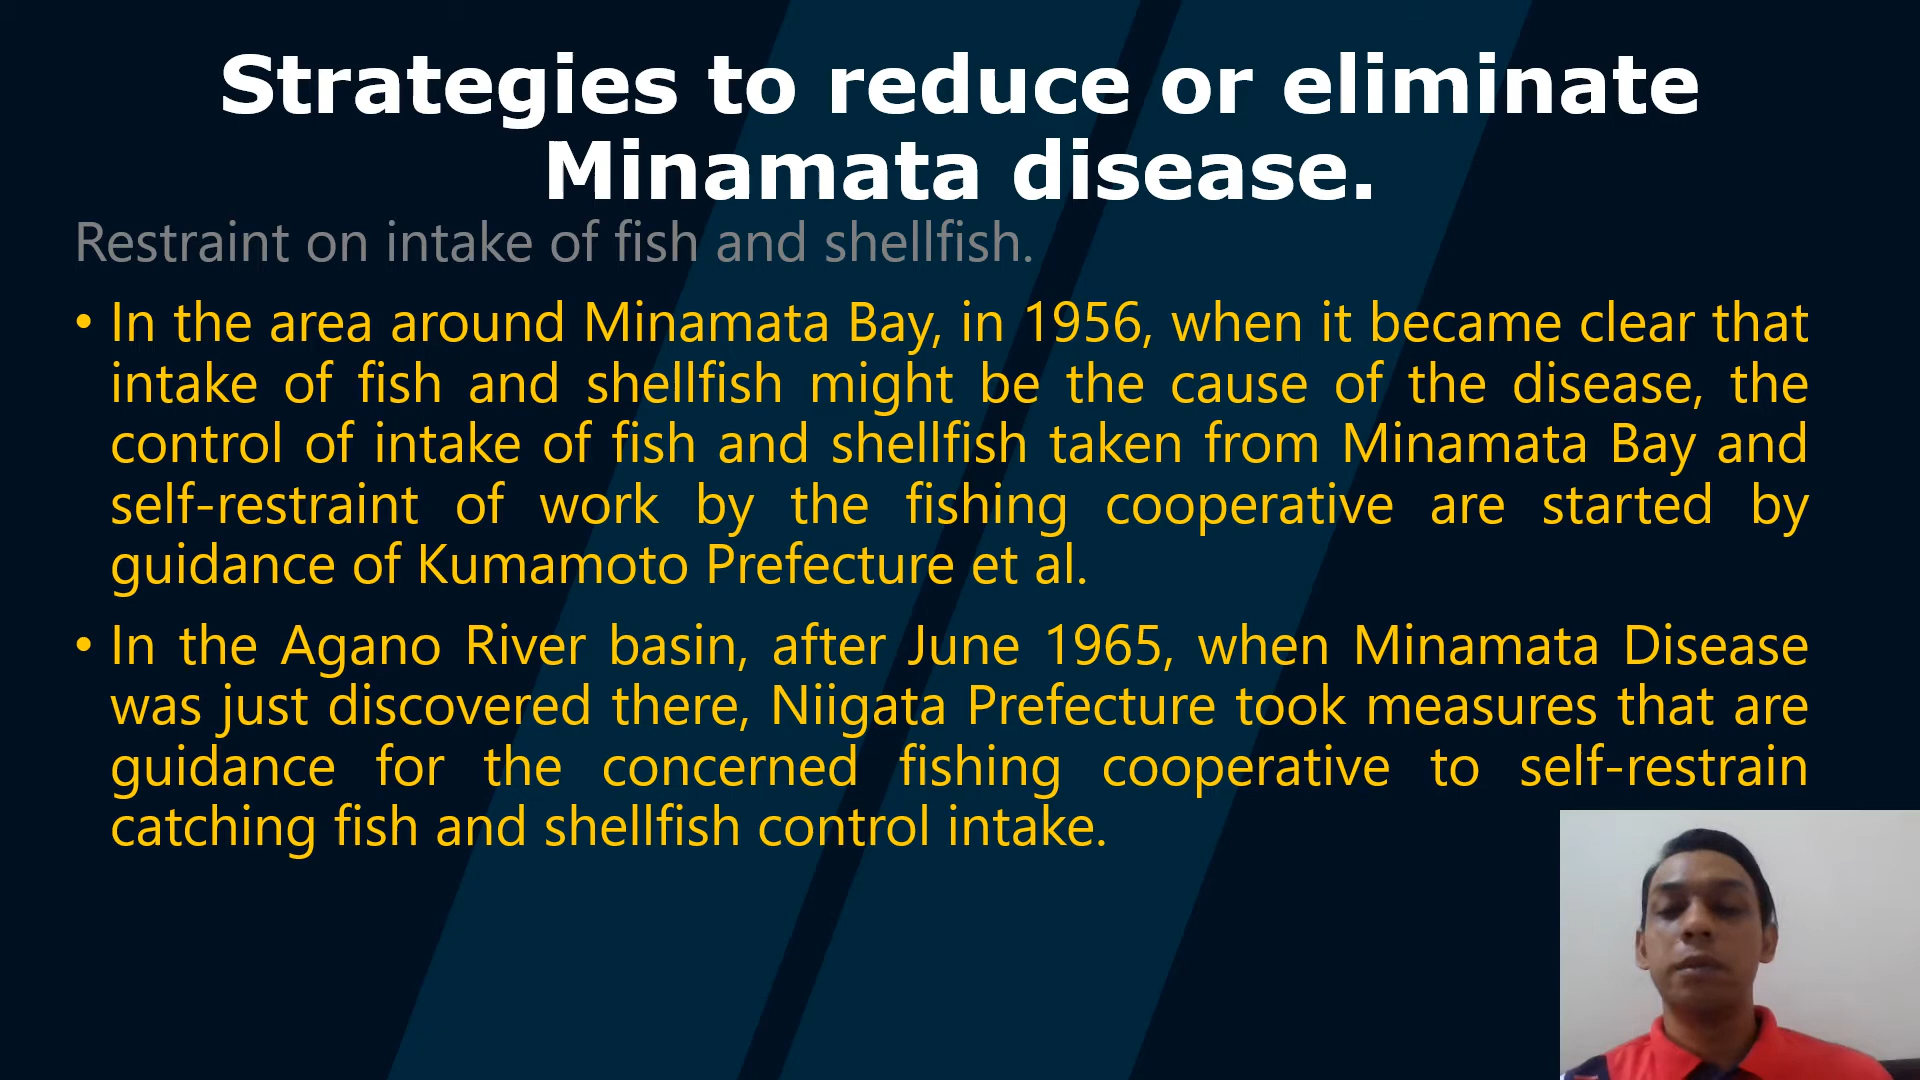 Strategies to reduce or eliminate
Minamata disease.
Restraint on intake of fish and shellfish.
• In the area around Minamata Bay, in 1956, when it became clear that
intake of fish and shellfish might be the cause of the disease, the
control of intake of fish and shellfish taken from Minamata Bay and
self-restraint of work by the fishing cooperative are started by
guidance of Kumamoto Prefecture et al.
• In the Agano River basin, after June 1965, when Minamata Disease
was just discovered there, Niigata Prefecture took measures that are
guidance for the concerned fishing cooperative to self-restrain
catching fish and shellfish control intake.